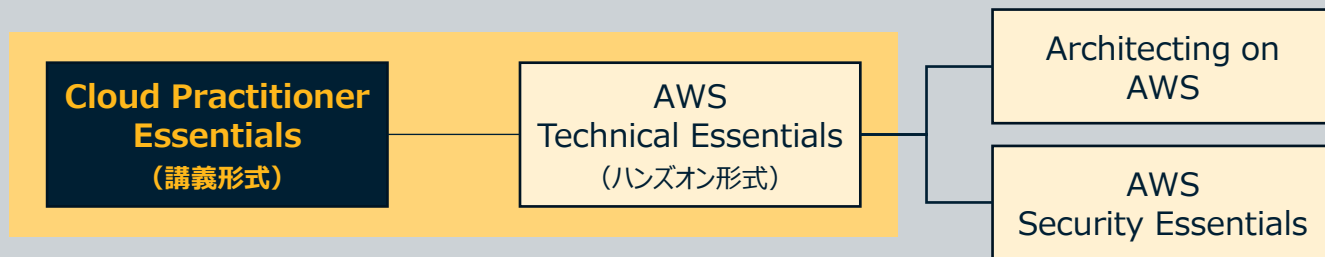 Cloud Practitioner
Essentials
（講義形式）
AWS
Technical Essentials
（ハンズオン形式）
Architecting on
AWS
AWS
Security Essentials